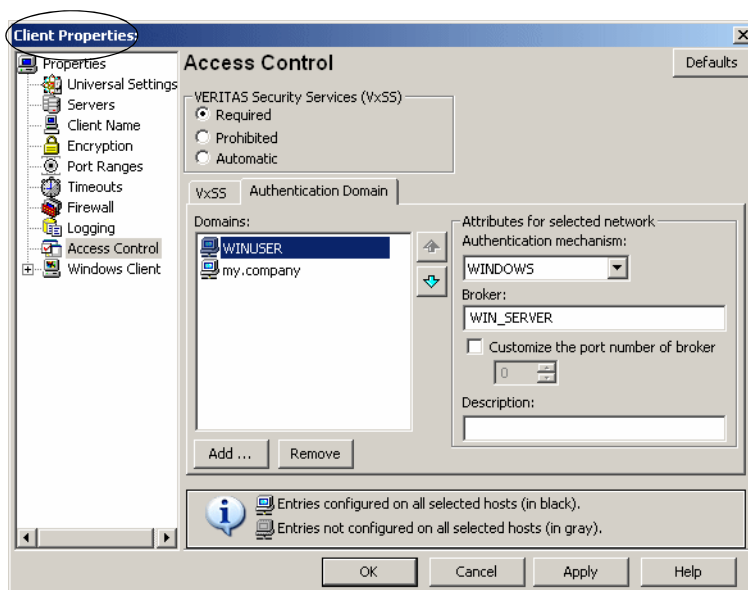 Client Properties:
Properties
Universal Settings
Servers
Client Name
Encryption
Port Ranges
Timeouts
Firewall
Logging
Access Control
Windows Client
Access Control
Defaults
VERITAS Security Services (VxSS)
Required
Prohibited
Automatic
VxSS Authentication Domain
Domains:
WINUSER
my.company
Add ... Remove
Attributes for selected network
Authentication mechanism:
WINDOWS
Broker:
WIN_SERVER
Customize the port number of broker
0
Description:
Entries configured on all selected hosts (in black).
Entries not configured on all selected hosts (in gray).
OK Cancel Apply Help